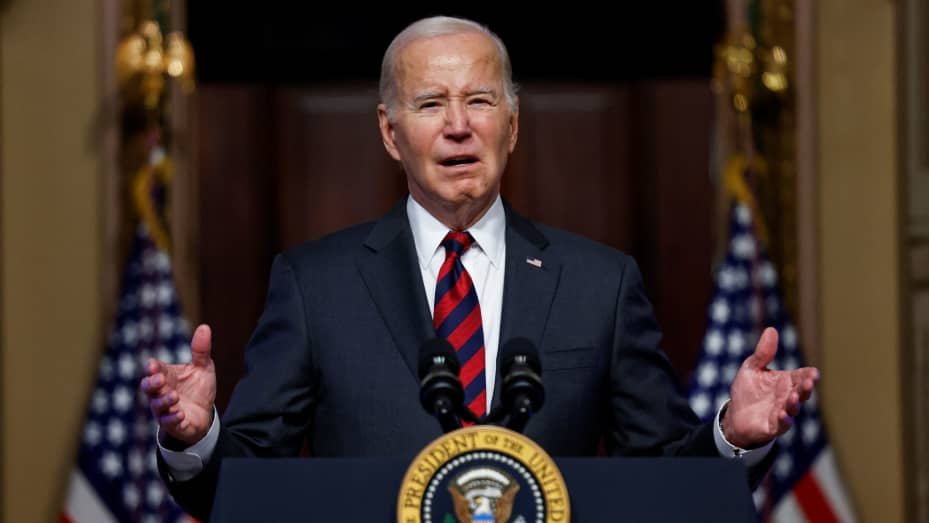 PRESIDENT OF THE UNITED